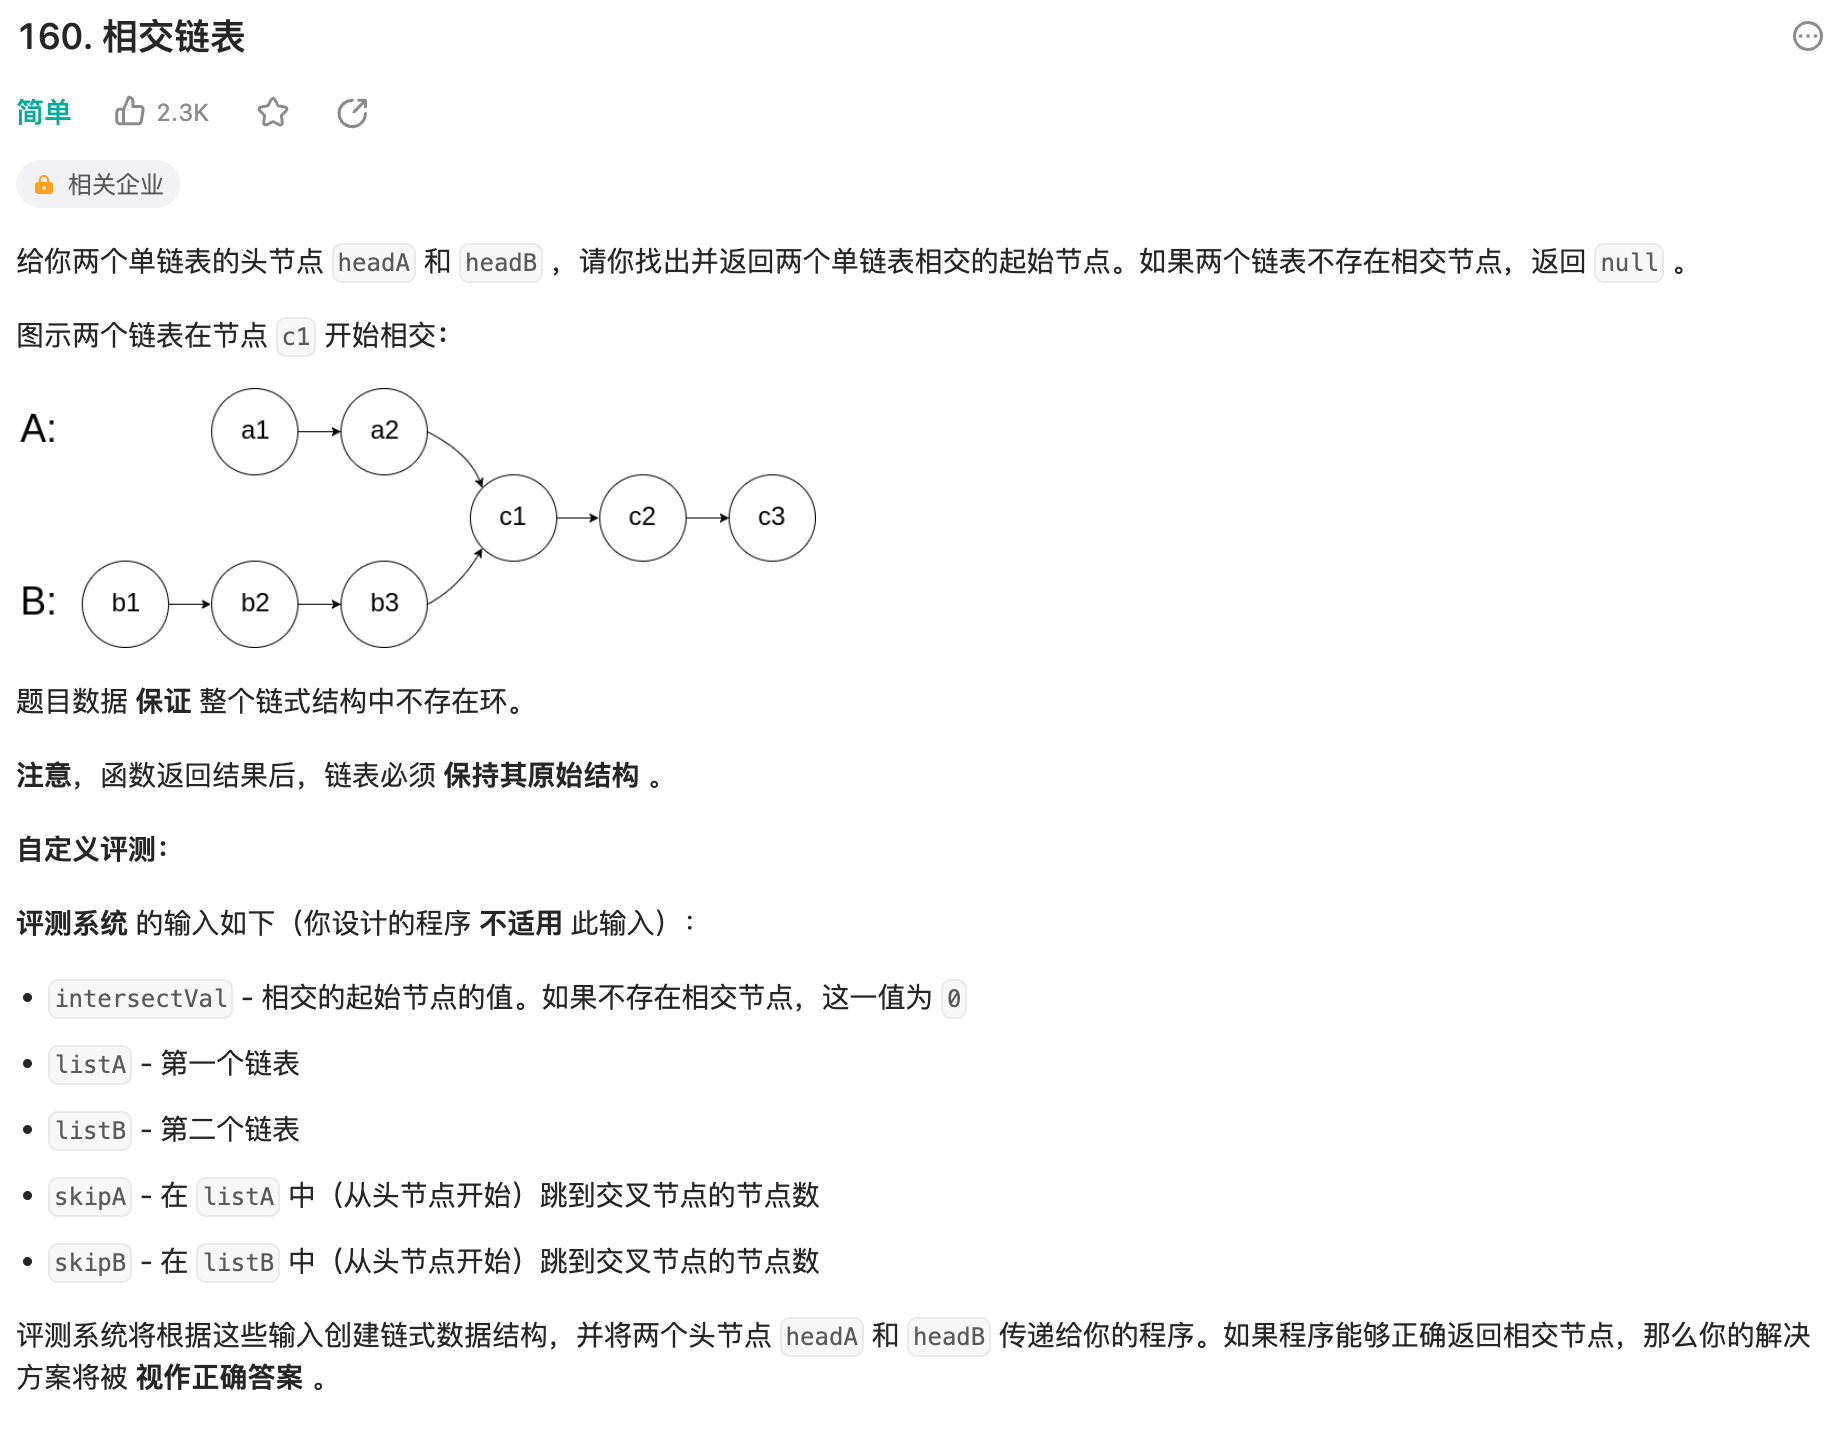 160. 相交链表
简单 2.3K
相关企业
给你两个单链表的头节点 headA 和 headB ，请你找出并返回两个单链表相交的起始节点。如果两个链表不存在相交节点，返回 null 。
图示两个链表在节点 c1 开始相交：
A: a1 a2
c1 c2 c3
B: b1 b2 b3
题目数据 保证 整个链式结构中不存在环。
注意，函数返回结果后，链表必须 保持其原始结构 。
自定义评测：
评测系统 的输入如下（你设计的程序 不适用 此输入）：
• intersectVal - 相交的起始节点的值。如果不存在相交节点，这一值为 0
• listA - 第一个链表
• listB - 第二个链表
• skipA - 在 listA 中（从头节点开始）跳到交叉节点的节点数
• skipB - 在 listB 中（从头节点开始）跳到交叉节点的节点数
评测系统将根据这些输入创建链式数据结构，并将两个头节点 headA 和 headB 传递给你的程序。如果程序能够正确返回相交节点，那么你的解决
方案将被 视作正确答案 。